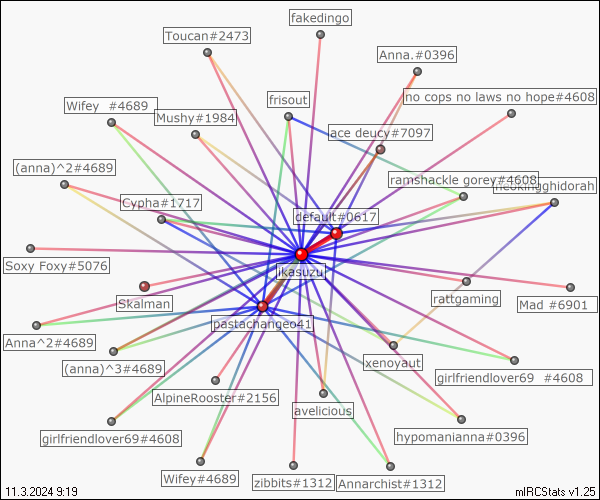 fakedingo
Toucan#2473
Anna.#0396
frisout
no cops no laws no hope#4608
Wifey  #4689
Mushy#1984
ace deucy#7097
(anna)^2#4689
ramshackle gorey#4608
Cypha#1717
default#0617
ikasuzu
Soxy Foxy#5076
Skalman
rattgaming
Mad #6901
pastachangeo41
Anna^2#4689
xenoyaut
(anna)^3#4689
girlfriendlover69  #4608
AlpineRooster#2156
avelicious
girlfriendlover69#4608
hypomanianna#0396
Wifey#4689
zibbits#1312
Annarchist#1312
11.3.2024 9:19
mIRCStats v1.25